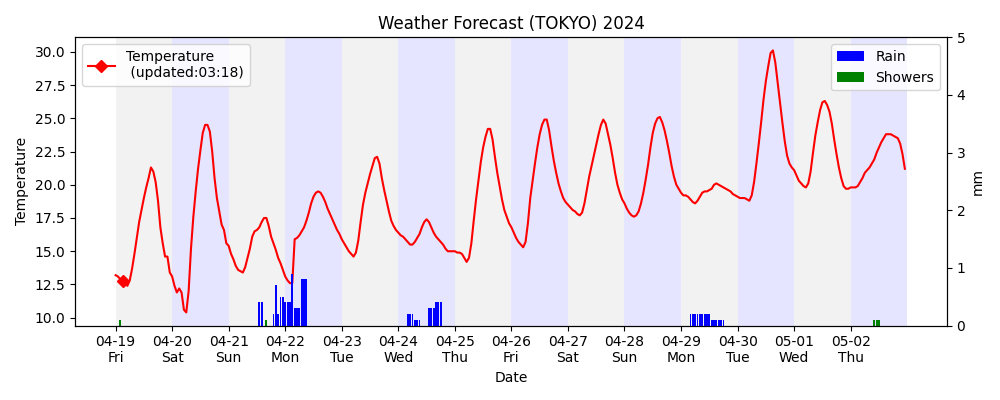 Weather Forecast (TOKYO) 2024
Temperature
(updated:03:18)
Rain
Showers
Temperature
30.0
27.5
25.0
22.5
20.0
17.5
15.0
12.5
10.0
5
4
3
2
1
0
mm
04-19 04-20 04-21 04-22 04-23 04-24 04-25 04-26 04-27 04-28 04-29 04-30 05-01 05-02
Fri Sat Sun Mon Tue Wed Thu Fri Sat Sun Mon Tue Wed Thu
Date